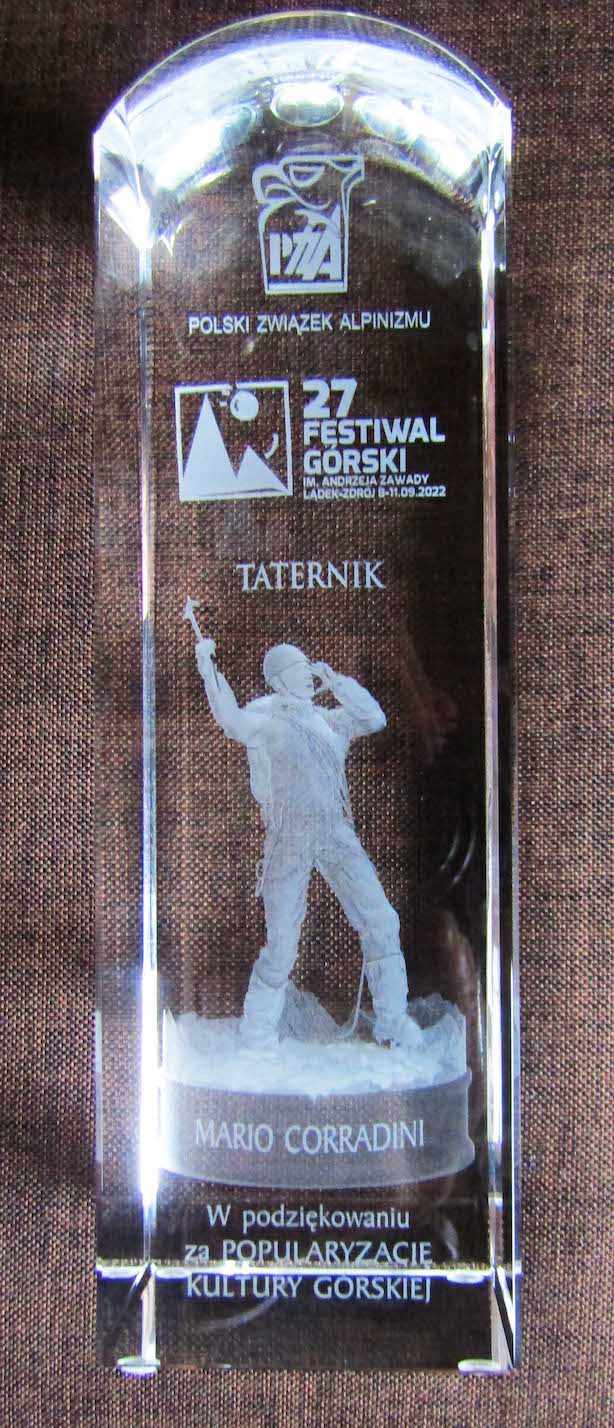 PZA
POLSKI ZWIĄZEK ALPINIZMU
27
FESTIWAL
GÓRSKI
IM. ANDRZEJA ZAWADY
LĄDEK-ZDRÓJ 8-11.09.2022
TATERNIK
MARIO CORRADINI
W podziękowaniu
za POPULARYZACJĘ
KULTURY GÓRSKIEJ